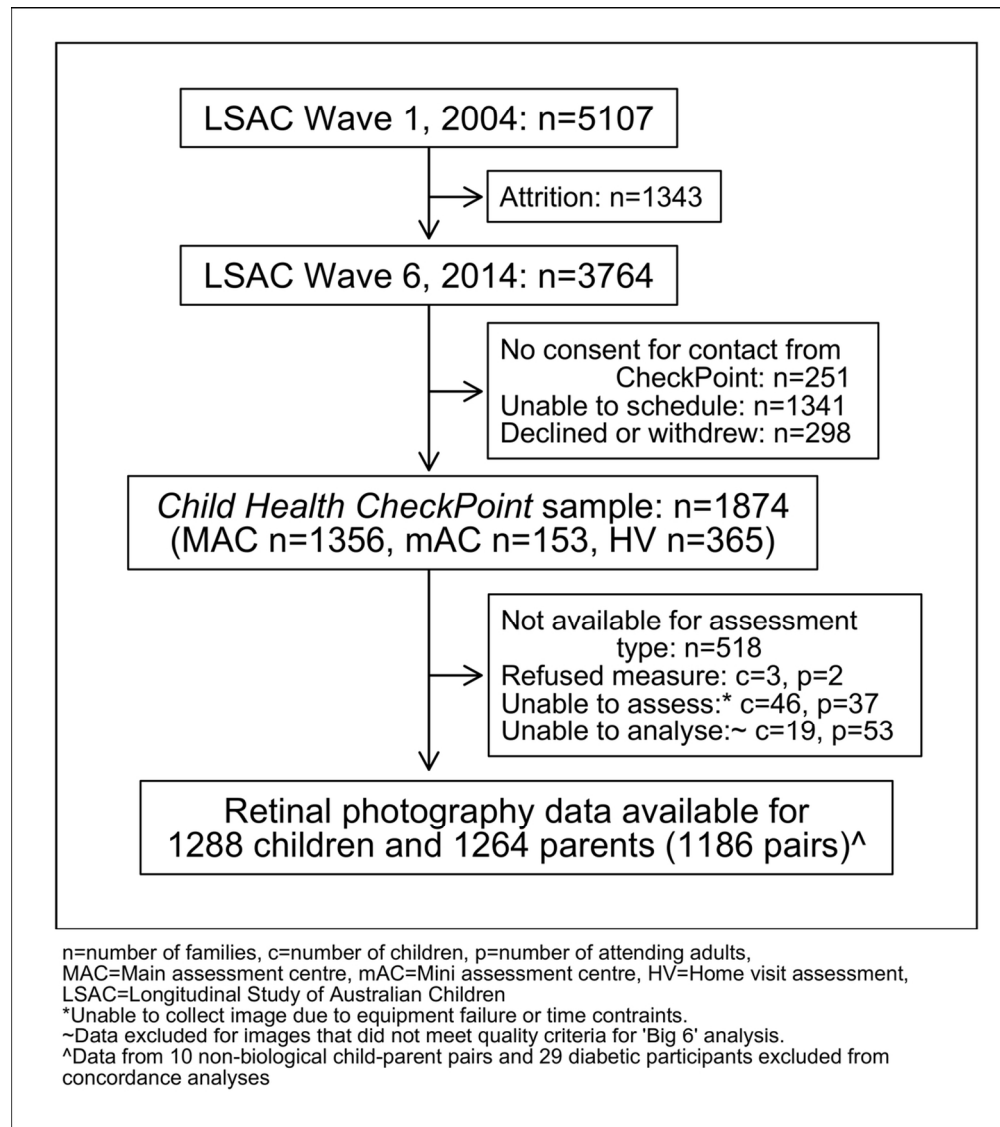 LSAC Wave 1, 2004: n=5107
Attrition: n=1343
LSAC Wave 6, 2014: n=3764
No consent for contact from
CheckPoint: n=251
Unable to schedule: n=1341
Declined or withdrew: n=298
Child Health CheckPoint sample: n=1874
(MAC n=1356, mAC n=153, HV n=365)
Not available for assessment
type: n=518
Refused measure: c=3, p=2
Unable to assess:* c=46, p=37
Unable to analyse:~ c=19, p=53
Retinal photography data available for
1288 children and 1264 parents (1186 pairs)^
n=number of families, c=number of children, p=number of attending adults,
MAC=Main assessment centre, mAC=Mini assessment centre, HV=Home visit assessment,
LSAC=Longitudinal Study of Australian Children
*Unable to collect image due to equipment failure or time contraints.
~Data excluded for images that did not meet quality criteria for 'Big 6' analysis.
^Data from 10 non-biological child-parent pairs and 29 diabetic participants excluded from
concordance analyses